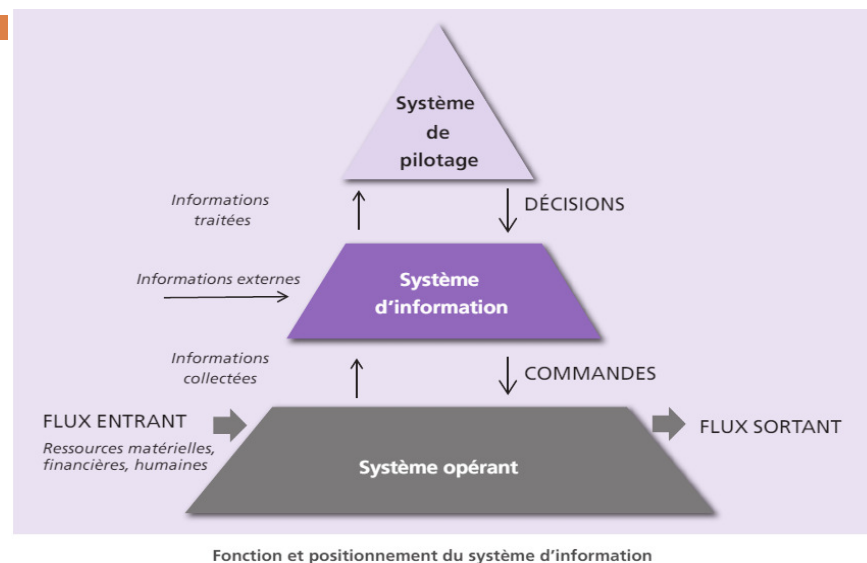 Système
de
pilotage
Informations
traitées
DÉCISIONS
Informations externes
Système
d’information
Informations
collectées
COMMANDES
FLUX ENTRANT
Ressources matérielles,
financières, humaines
Système opérant
FLUX SORTANT
Fonction et positionnement du système d’information